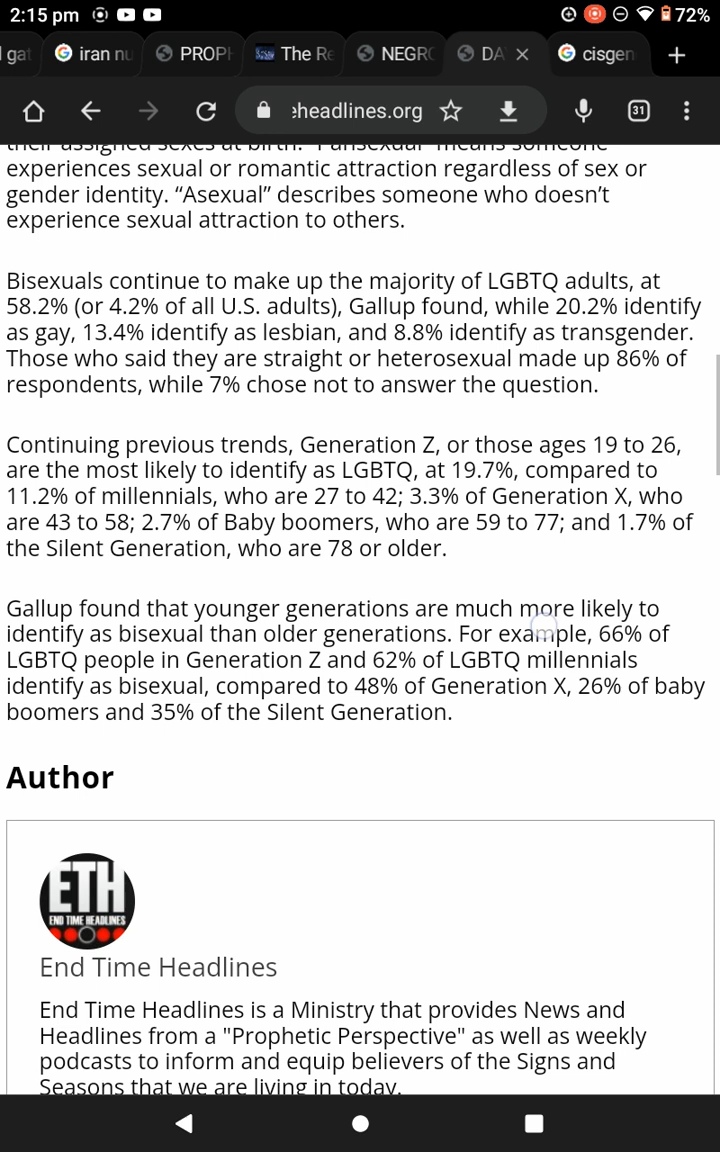 2:15 pm
72%
gat
iran nu
PROPH
The Re
NEGRO
DA
cisgen
eheadlines.org
31
their assigned sexes at birth. “Pansexual” means someone
experiences sexual or romantic attraction regardless of sex or
gender identity. “Asexual” describes someone who doesn’t
experience sexual attraction to others.
Bisexuals continue to make up the majority of LGBTQ adults, at
58.2% (or 4.2% of all U.S. adults), Gallup found, while 20.2% identify
as gay, 13.4% identify as lesbian, and 8.8% identify as transgender.
Those who said they are straight or heterosexual made up 86% of
respondents, while 7% chose not to answer the question.
Continuing previous trends, Generation Z, or those ages 19 to 26,
are the most likely to identify as LGBTQ, at 19.7%, compared to
11.2% of millennials, who are 27 to 42; 3.3% of Generation X, who
are 43 to 58; 2.7% of Baby boomers, who are 59 to 77; and 1.7% of
the Silent Generation, who are 78 or older.
Gallup found that younger generations are much more likely to
identify as bisexual than older generations. For example, 66% of
LGBTQ people in Generation Z and 62% of LGBTQ millennials
identify as bisexual, compared to 48% of Generation X, 26% of baby
boomers and 35% of the Silent Generation.
Author
ETH
END TIME HEADLINES
End Time Headlines
End Time Headlines is a Ministry that provides News and
Headlines from a "Prophetic Perspective" as well as weekly
podcasts to inform and equip believers of the Signs and
Seasons that we are living in today.